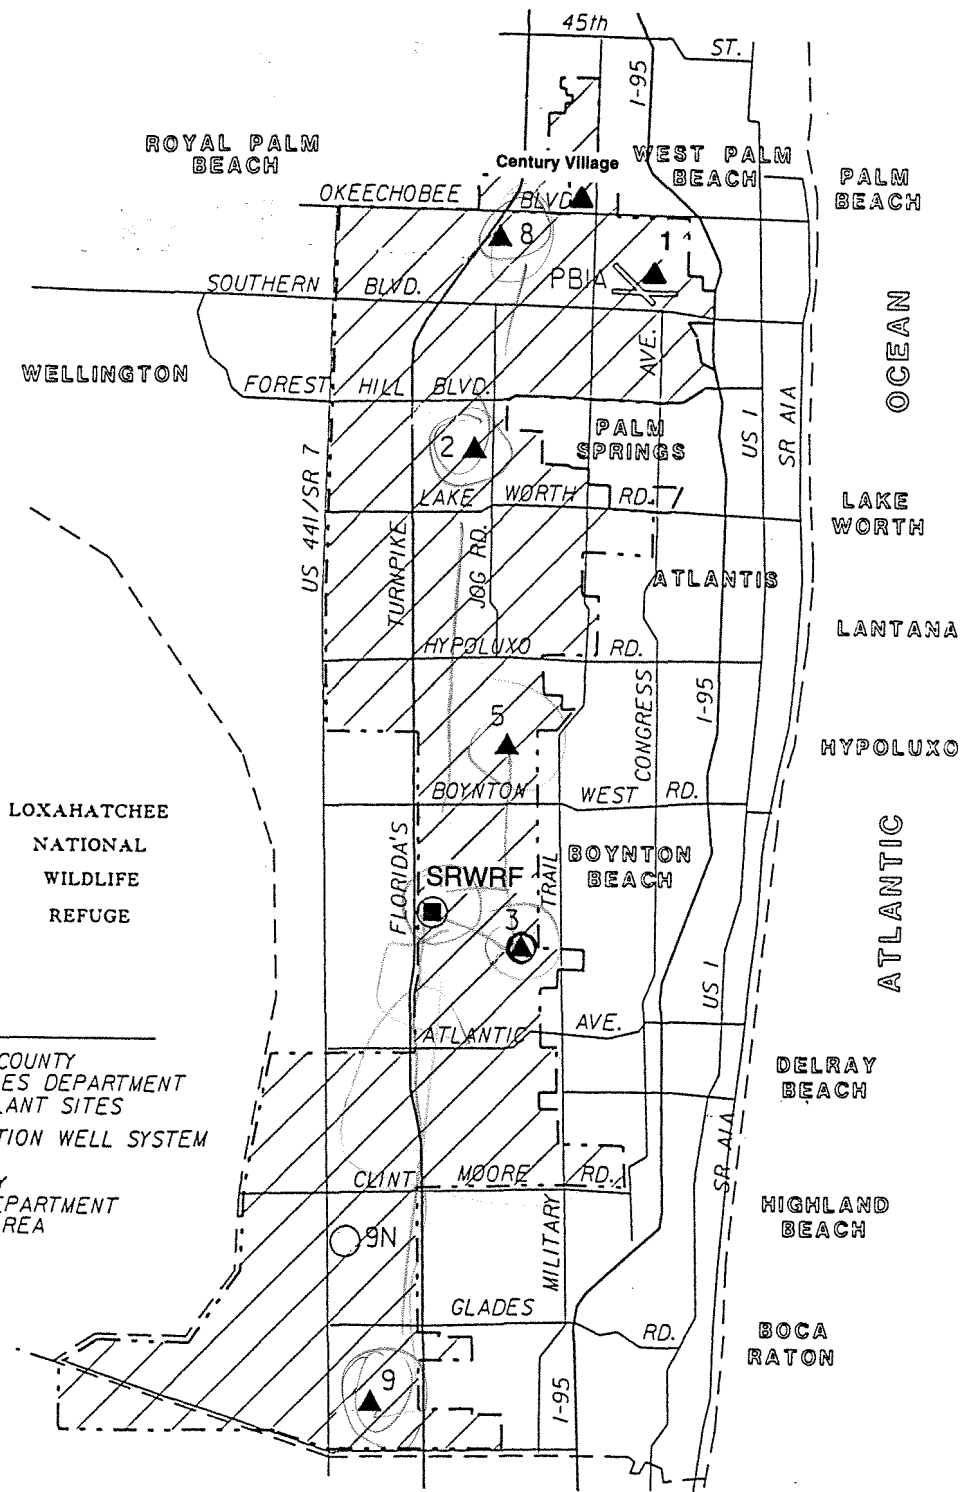 45th
ST.
I-95
ROYAL PALM
BEACH
Century Village
WEST PALM
BEACH
PALM
BEACH
OKEECHOBEE
BLVD
8
1
PBIA
SOUTHERN
BLVD.
OCEAN
AVE.
WELLINGTON
FOREST
HILL
BLVD.
US 1
SR A1A
PALM
SPRINGS
2
US 441/SR 7
LAKE
WORTH
RD.
LAKE
WORTH
TURNPIKE
JOG RD.
ATLANTIS
LANTANA
HYPOLUXO
RD.
CONGRESS
I-95
5
HYPOLUXO
BOYNTON
WEST
RD.
LOXAHATCHEE
NATIONAL
WILDLIFE
REFUGE
FLORIDA'S
SRWRF
TRAIL
BOYNTON
BEACH
ATLANTIC
3
US 1
ATLANTIC
AVE.
COUNTY
ES DEPARTMENT
LANT SITES
TION WELL SYSTEM
Y
EPARTMENT
REA
DELRAY
BEACH
SR A1A
CLINT
MOORE
RD.
HIGHLAND
BEACH
9N
MILITARY
GLADES
RD.
BOCA
RATON
9
I-95